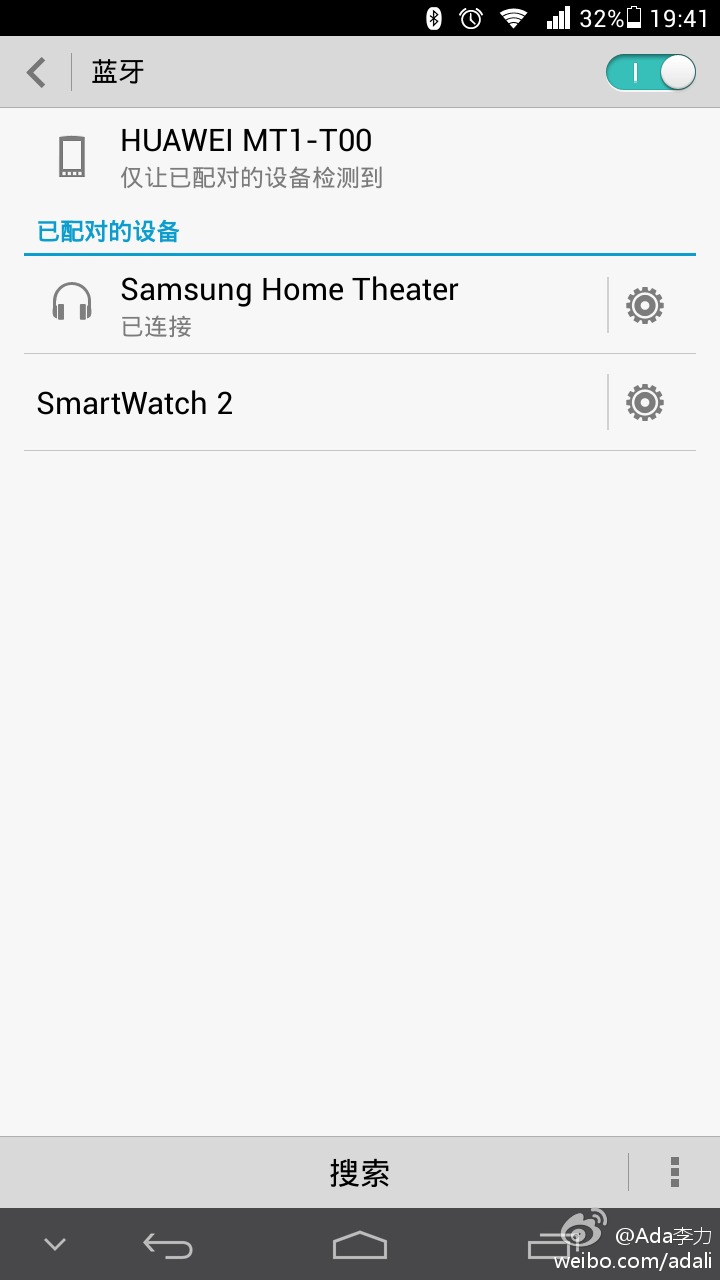 32% 19:41
蓝牙
HUAWEI MT1-T00
仅让已配对的设备检测到
已配对的设备
Samsung Home Theater
已连接
SmartWatch 2
搜索
@Ada李力
weibo.com/adali